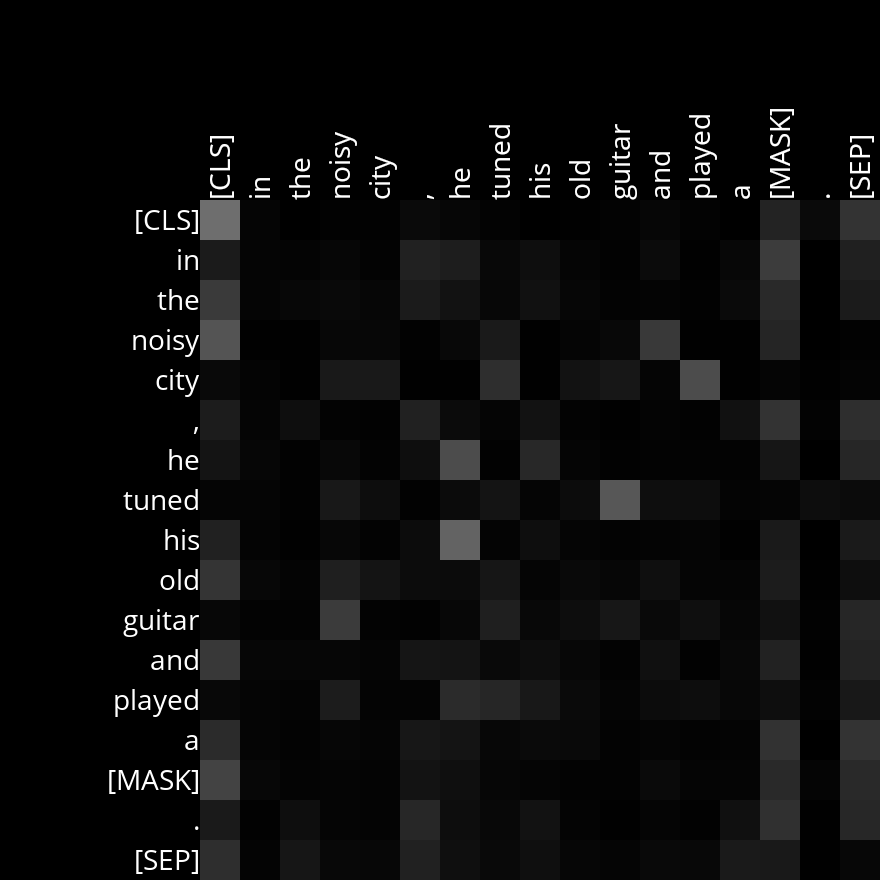 [CLS] in the noisy city , he tuned his old guitar and played a [MASK] . [SEP]
[CLS]
in
the
noisy
city
,
he
tuned
his
old
guitar
and
played
a
[MASK]
.
[SEP]